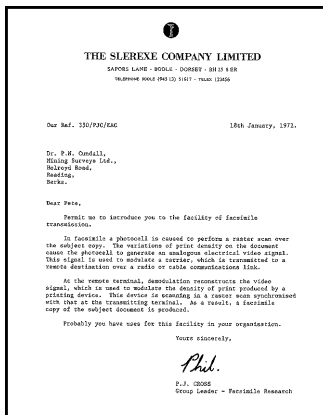 THE SLEREXE COMPANY LIMITED
SAPORS LANE - BOOLE - DORSET - BH 25 8 ER
TELEPHONE BOOLE (945 13) 51617 - TELEX 123456
Our Ref. 350/PJC/EAC
18th January, 1972.
Dr. P.N. Cundall,
Mining Surveys Ltd.,
Holroyd Road,
Reading,
Berks.
Dear Pete,
Permit me to introduce you to the facility of facsimile
transmission.
In facsimile a photocell is caused to perform a raster scan over
the subject copy. The variations of print density on the document
cause the photocell to generate an analogous electrical video signal.
This signal is used to modulate a carrier, which is transmitted to a
remote destination over a radio or cable communications link.
At the remote terminal, demodulation reconstructs the video
signal, which is used to modulate the density of print produced by a
printing device. This device is scanning in a raster scan synchronised
with that at the transmitting terminal. As a result, a facsimile
copy of the subject document is produced.
Probably you have uses for this facility in your organisation.
Yours sincerely,
Phil.
P.J. CROSS
Group Leader - Facsimile Research